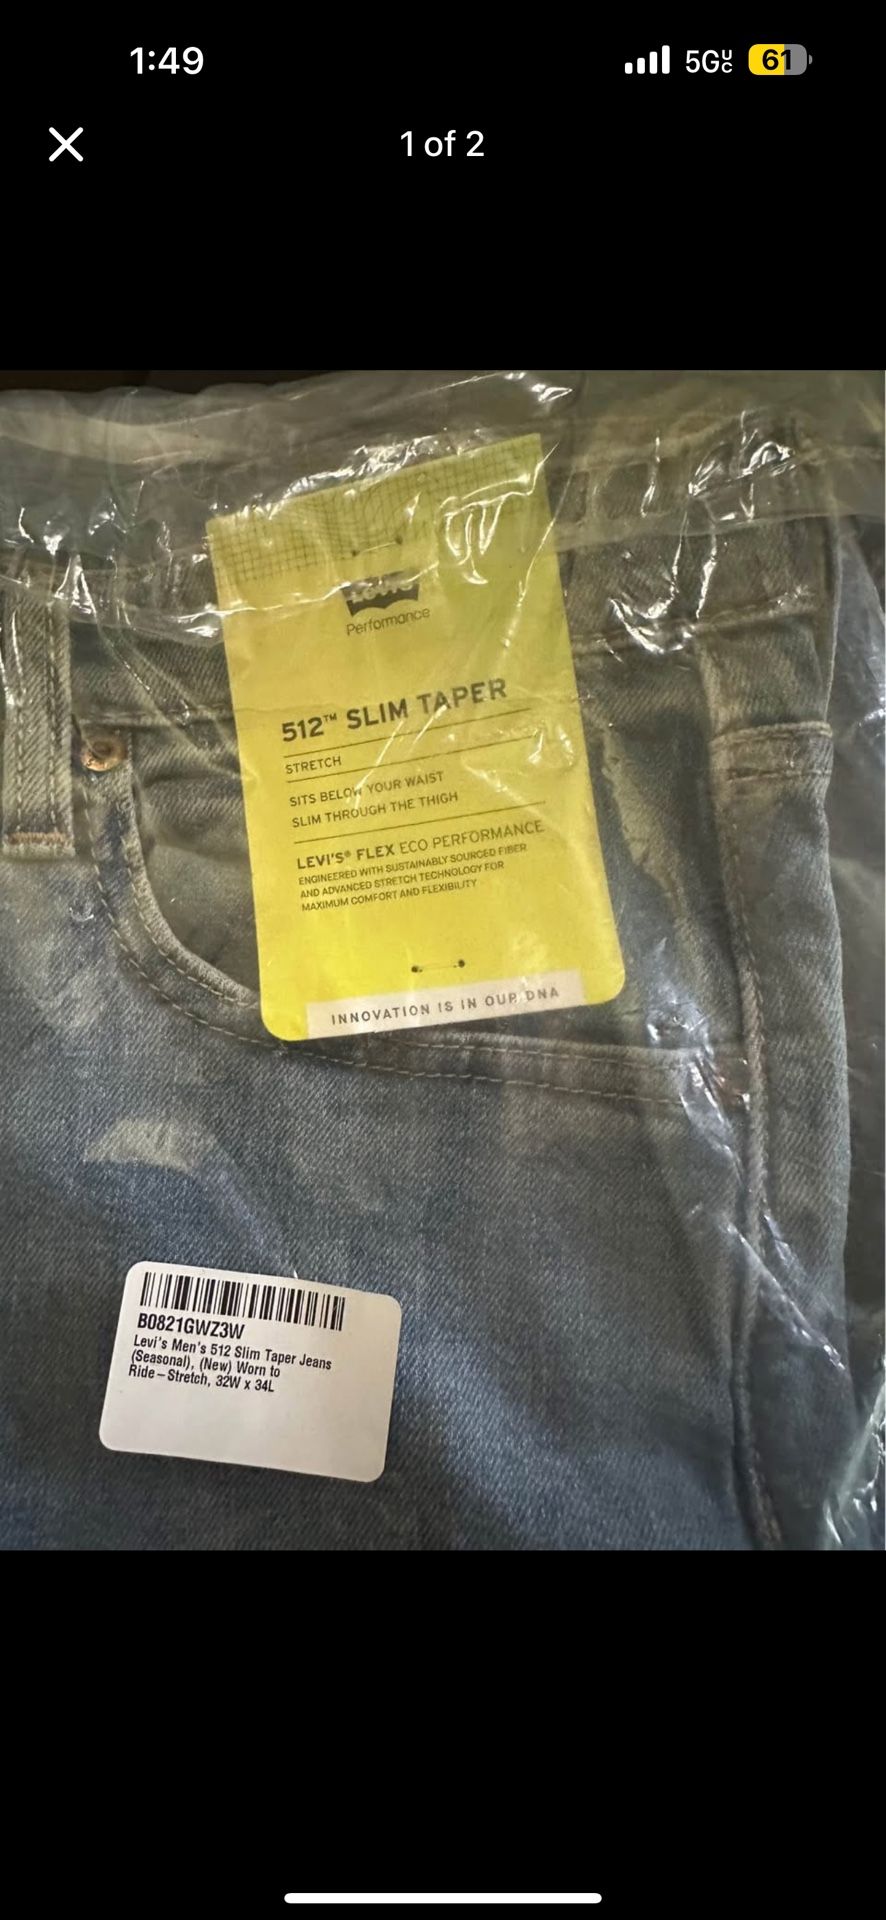 1:49
5G UC
61
1 of 2
Levi's
Performance
512™ SLIM TAPER
STRETCH
SITS BELOW YOUR WAIST
SLIM THROUGH THE THIGH
LEVI'S® FLEX ECO PERFORMANCE
ENGINEERED WITH SUSTAINABLY SOURCED FIBER
AND ADVANCED STRETCH TECHNOLOGY FOR
MAXIMUM COMFORT AND FLEXIBILITY
INNOVATION IS IN OUR DNA
B0821GWZ3W
Levi's Men's 512 Slim Taper Jeans
(Seasonal), (New) Worn to
Ride-Stretch, 32W x 34L